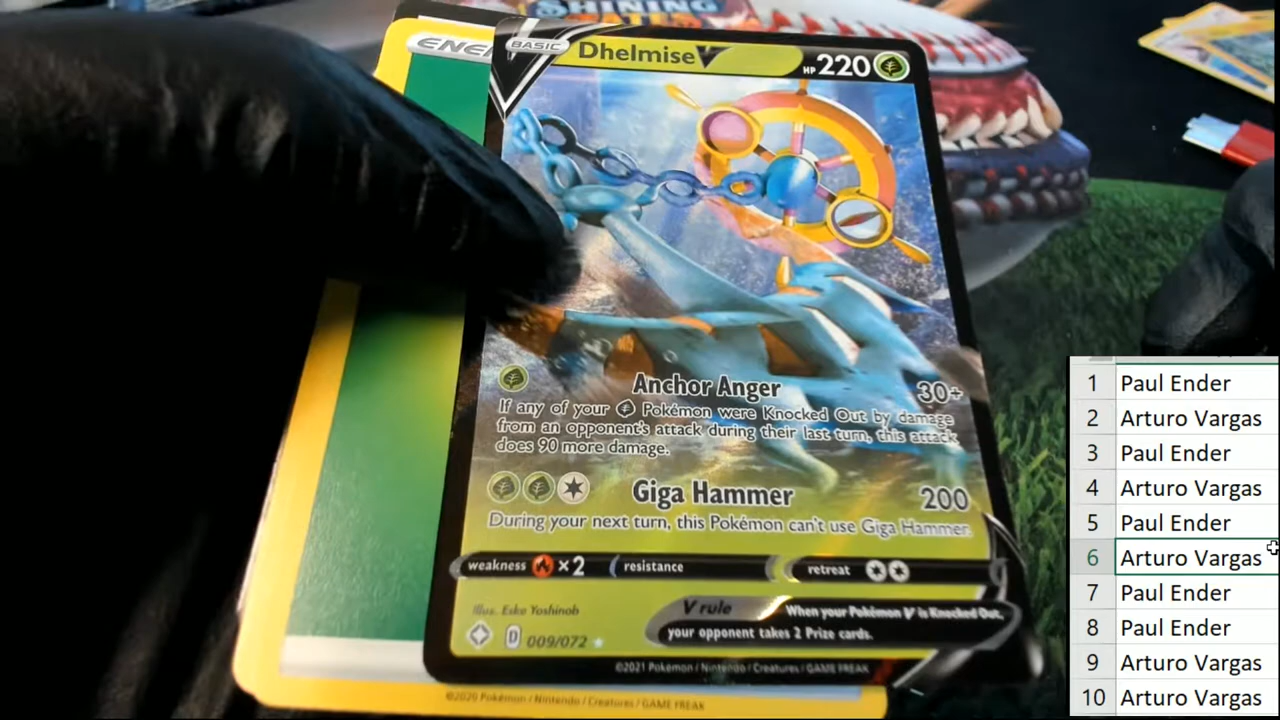 SHINING
ENE
BASIC
Dhelmise V
HP 220
Anchor Anger 30+
If any of your Pokémon were Knocked Out by damage
from an opponent's attack during their last turn, this attack
does 90 more damage.
Giga Hammer 200
During your next turn, this Pokémon can't use Giga Hammer.
weakness ×2 resistance retreat
Illus. Eske Yoshinob
V rule When your Pokémon V is Knocked Out,
your opponent takes 2 Prize cards.
D 009/072
©2021 Pokémon / Nintendo / Creatures / GAME FREAK
©2020 Pokémon / Nintendo / Creatures / GAME FREAK
1 Paul Ender
2 Arturo Vargas
3 Paul Ender
4 Arturo Vargas
5 Paul Ender
6 Arturo Vargas
7 Paul Ender
8 Paul Ender
9 Arturo Vargas
10 Arturo Vargas